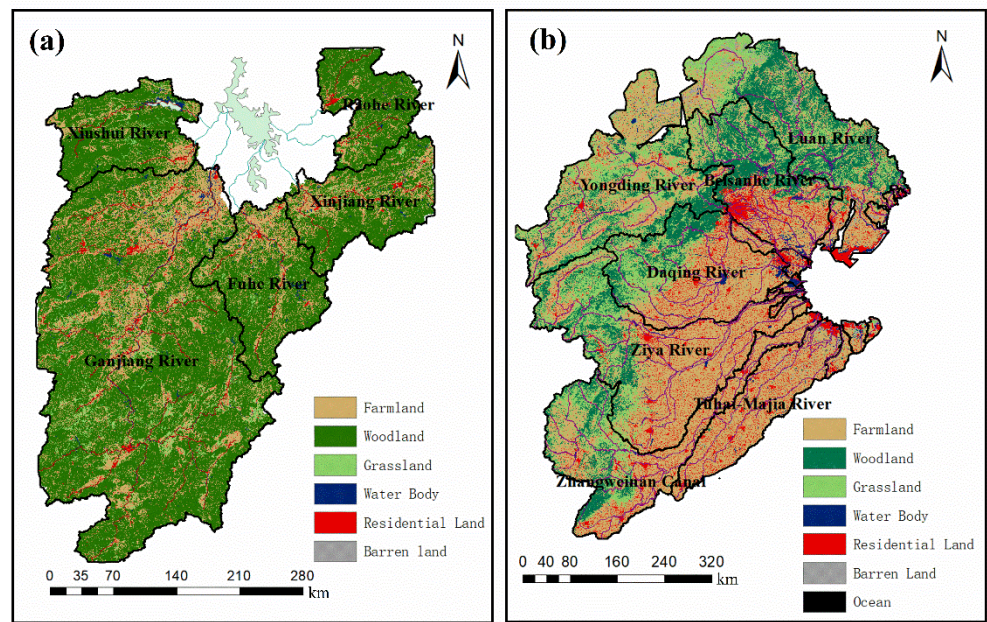 (a)
N
Xiushui River
Raohe River
Xinjiang River
Fuhe River
Ganjiang River
Farmland
Woodland
Grassland
Water Body
Residential Land
Barren land
0 35 70 140 210 280
km
(b)
N
Luan River
Beisanhe River
Yongding River
Daqing River
Ziya River
Tuhai-Majia River
Zhangweinan Canal
Farmland
Woodland
Grassland
Water Body
Residential Land
Barren Land
Ocean
0 40 80 160 240 320
km